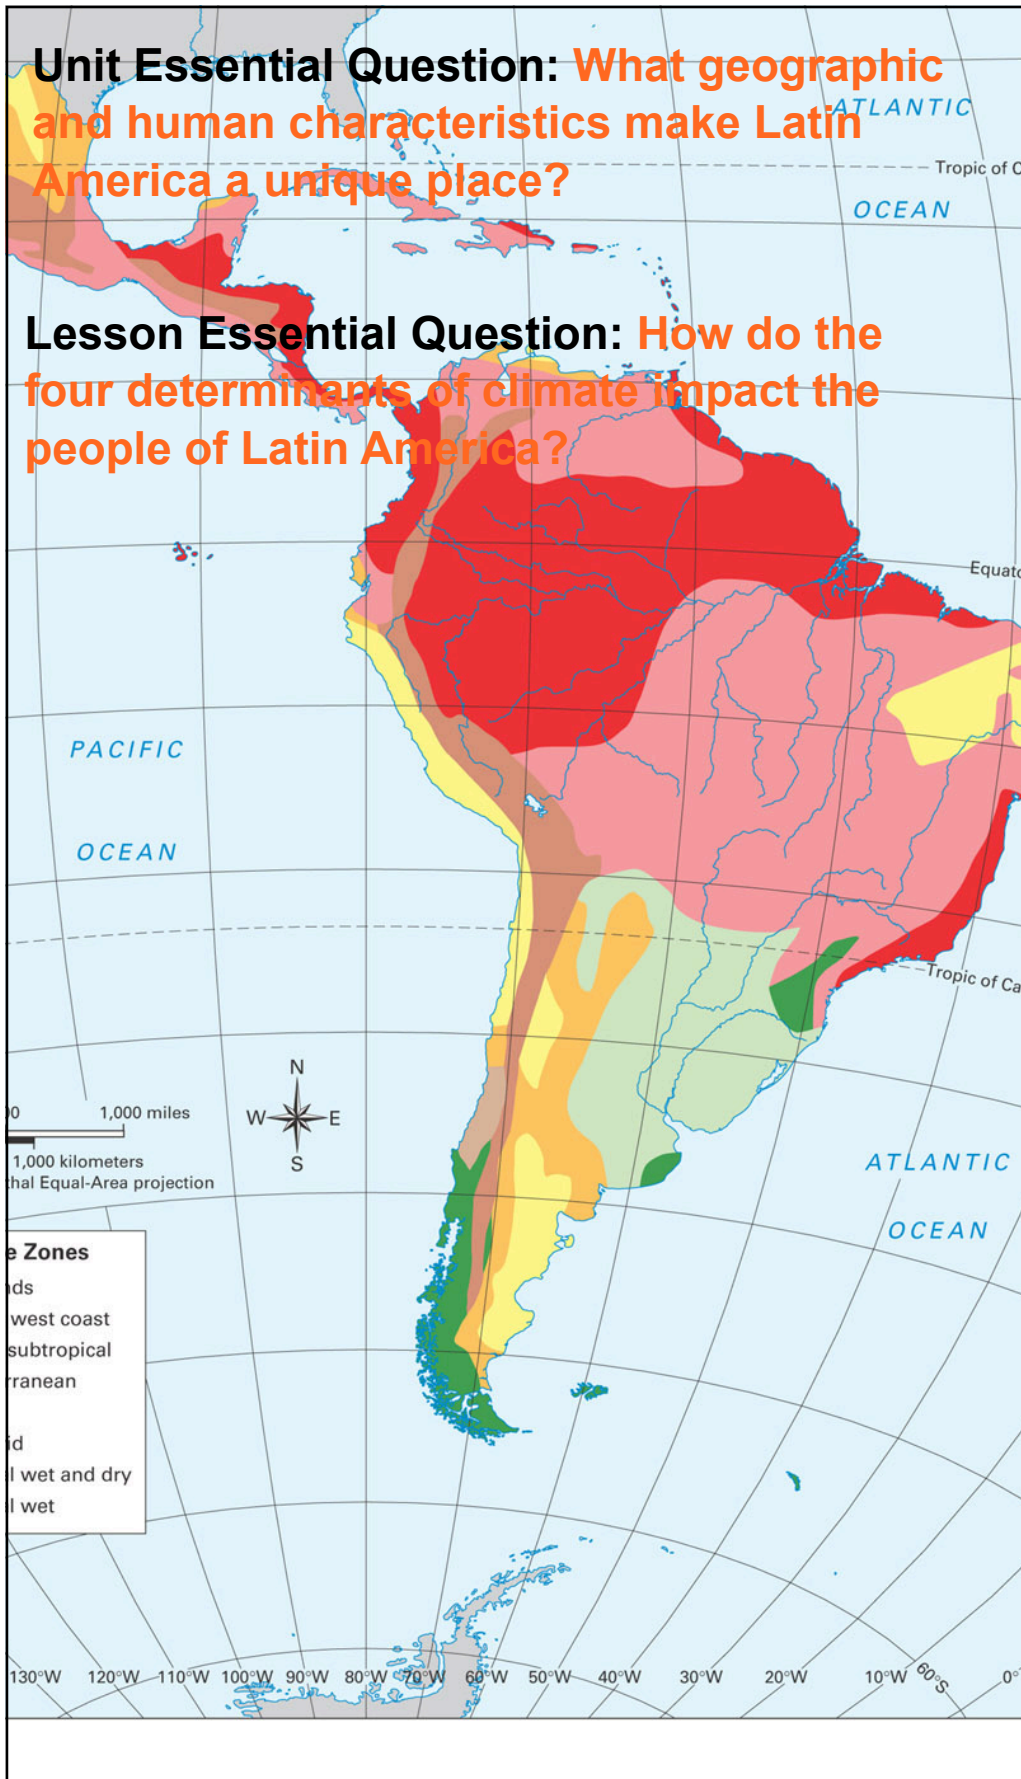 Unit Essential Question: What geographic
and human characteristics make Latin
America a unique place?
ATLANTIC
OCEAN
Tropic of C
Lesson Essential Question: How do the
four determinants of climate impact the
people of Latin America?
Equato
PACIFIC
OCEAN
Tropic of Ca
N
W E
S
00 1,000 miles
1,000 kilometers
thal Equal-Area projection
ATLANTIC
OCEAN
e Zones
nds
west coast
subtropical
rranean
id
l wet and dry
l wet
130°W 120°W 110°W 100°W 90°W 80°W 70°W 60°W 50°W 40°W 30°W 20°W 10°W 60°S 0°